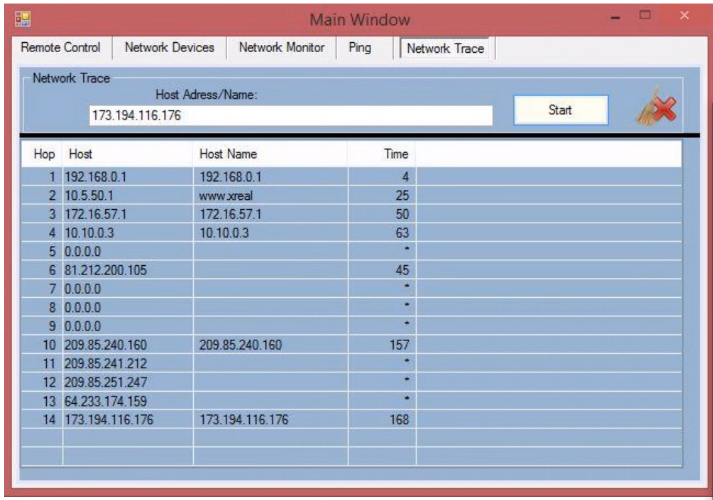 Main Window
Remote Control Network Devices Network Monitor Ping Network Trace
Network Trace
Host Adress/Name:
173.194.116.176 Start
Hop Host Host Name Time
1 192.168.0.1 192.168.0.1 4
2 10.5.50.1 www.xreal 25
3 172.16.57.1 172.16.57.1 50
4 10.10.0.3 10.10.0.3 63
5 0.0.0.0 *
6 81.212.200.105 45
7 0.0.0.0 *
8 0.0.0.0 *
9 0.0.0.0 *
10 209.85.240.160 209.85.240.160 157
11 209.85.241.212 *
12 209.85.251.247 *
13 64.233.174.159 *
14 173.194.116.176 173.194.116.176 168